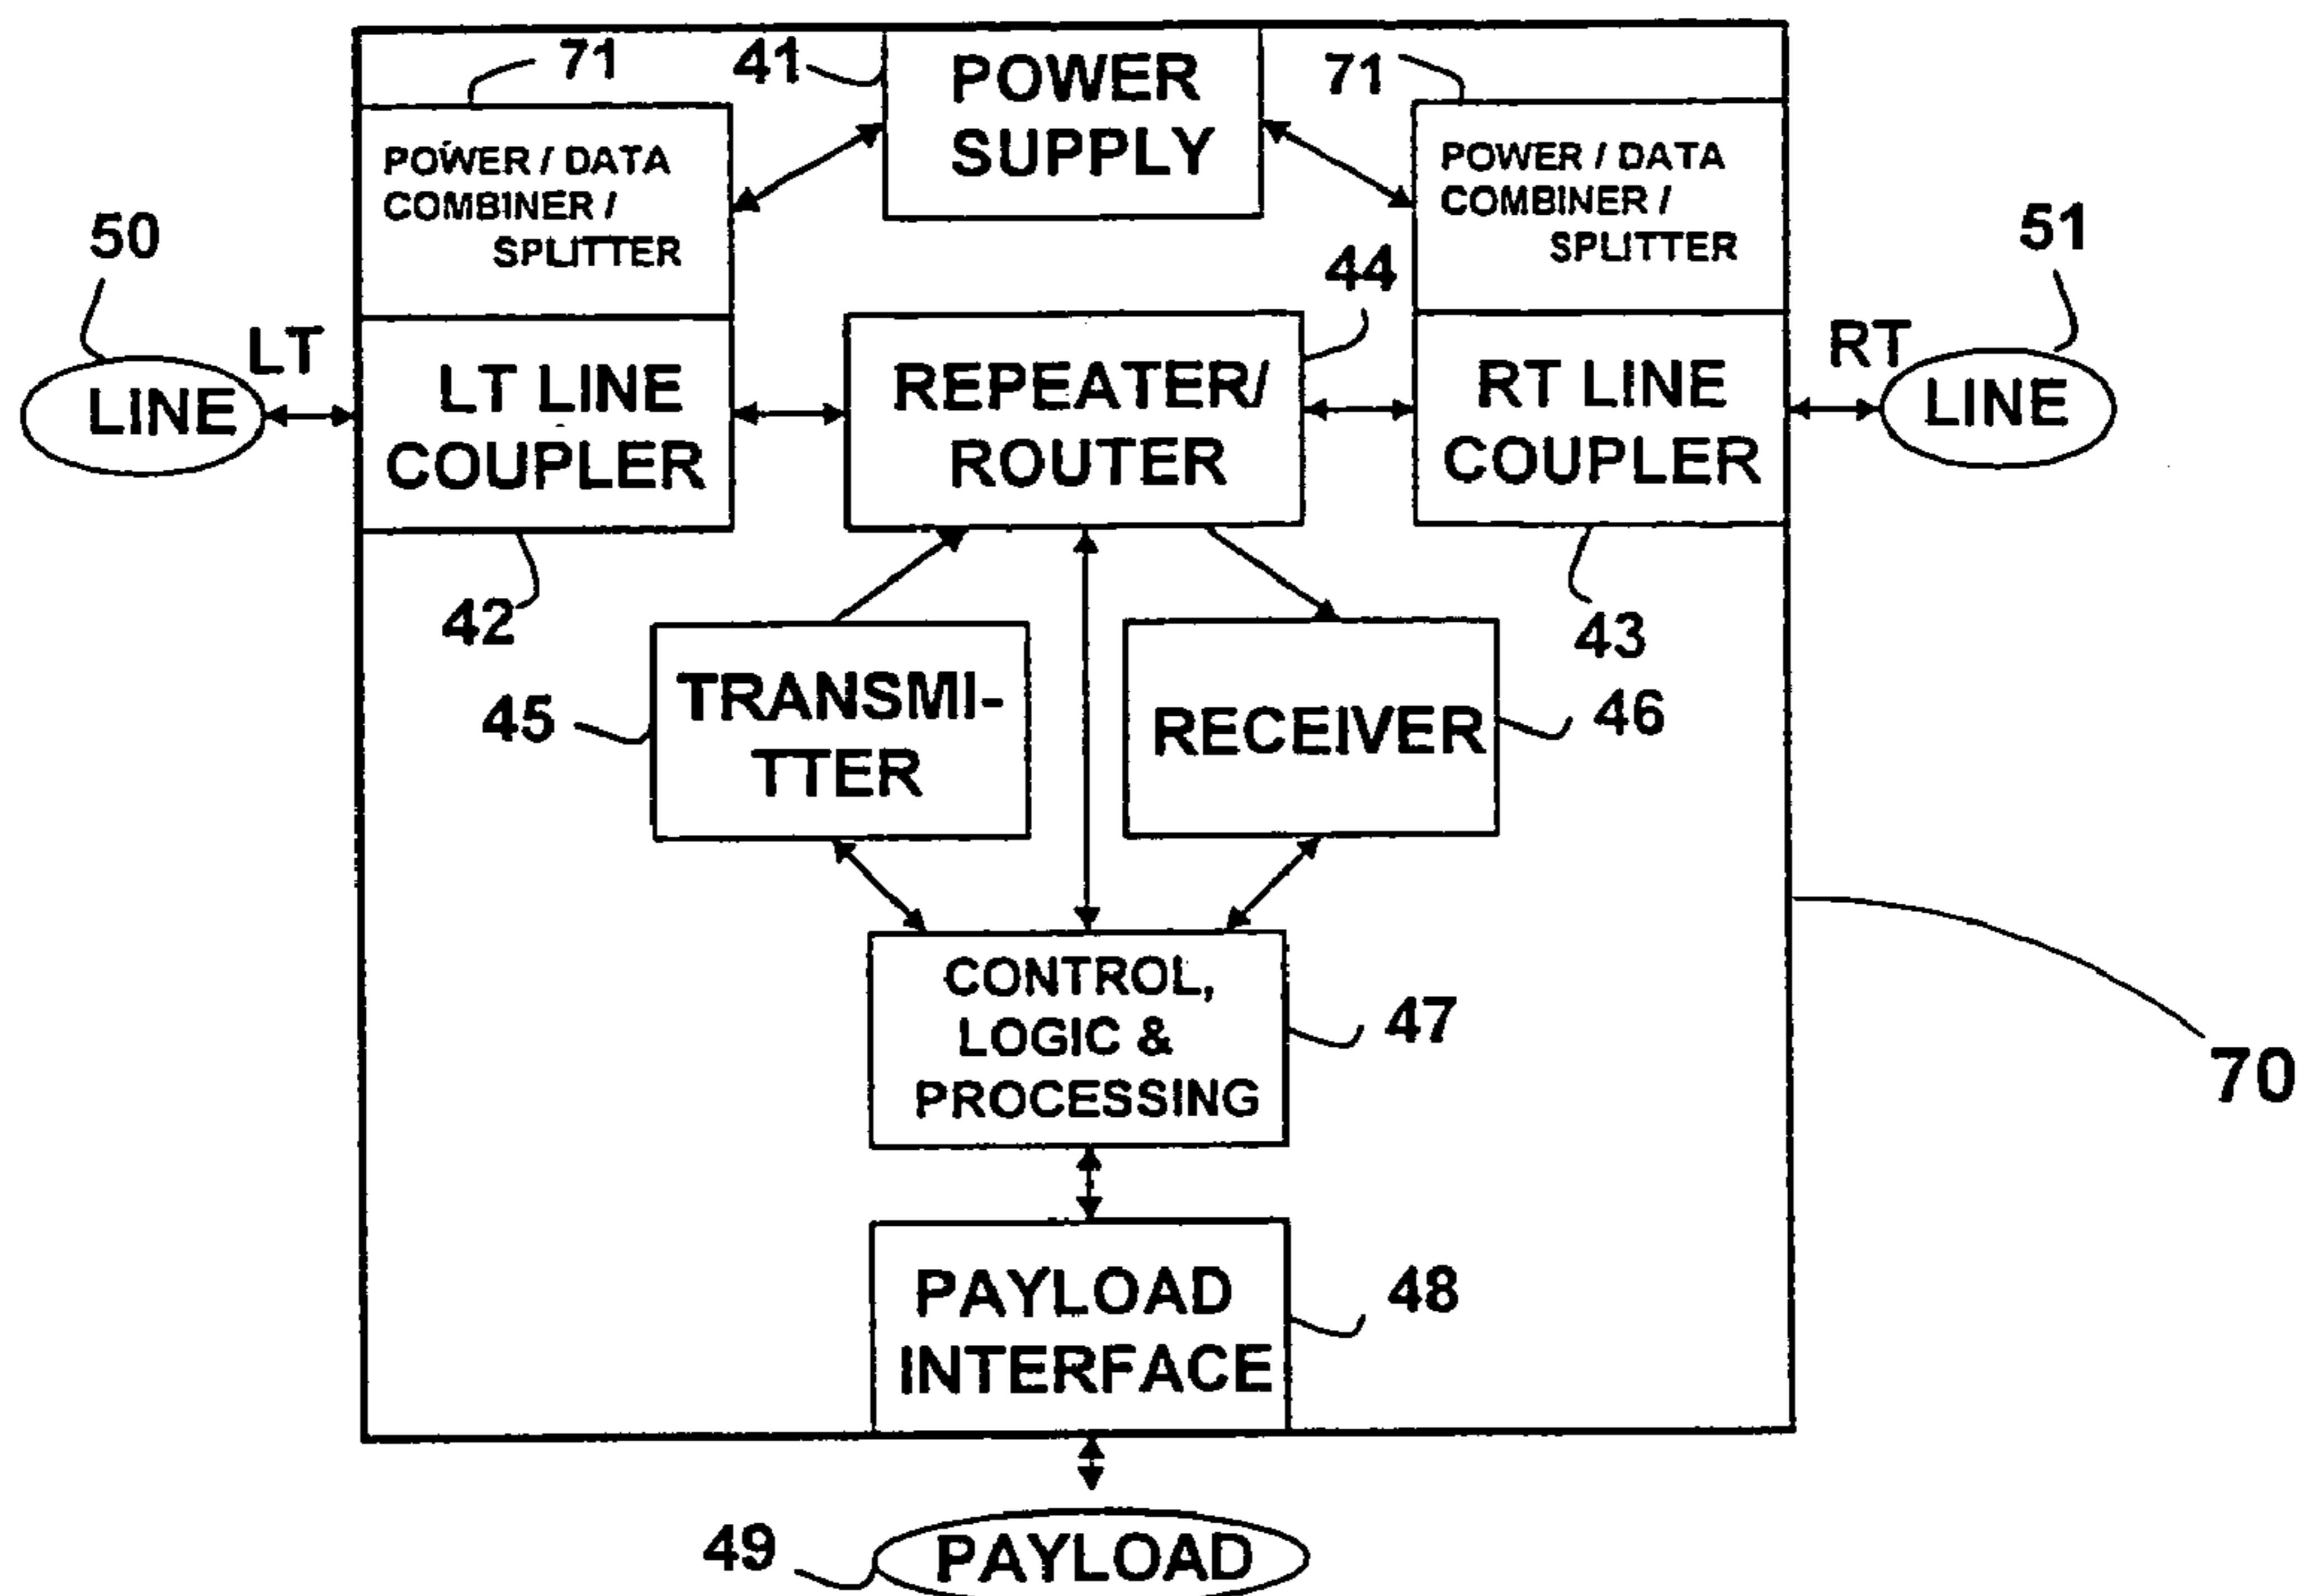 71
41
POWER
SUPPLY
71
POWER / DATA
COMBINER /
SPLITTER
POWER / DATA
COMBINER /
SPLITTER
50
51
44
LT
LINE
LT LINE
COUPLER
REPEATER/
ROUTER
RT LINE
COUPLER
RT
LINE
42
43
45
TRANSMI-
TTER
RECEIVER
46
CONTROL,
LOGIC &
PROCESSING
47
70
PAYLOAD
INTERFACE
48
49
PAYLOAD